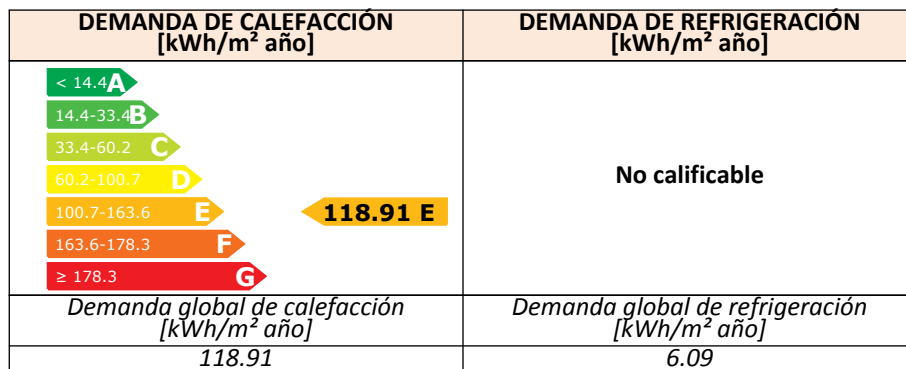 DEMANDA DE CALEFACCIÓN
[kWh/m² año]
DEMANDA DE REFRIGERACIÓN
[kWh/m² año]
< 14.4 A
14.4-33.4 B
33.4-60.2 C
60.2-100.7 D
100.7-163.6 E
163.6-178.3 F
≥ 178.3 G
118.91 E
No calificable
Demanda global de calefacción
[kWh/m² año]
Demanda global de refrigeración
[kWh/m² año]
118.91
6.09